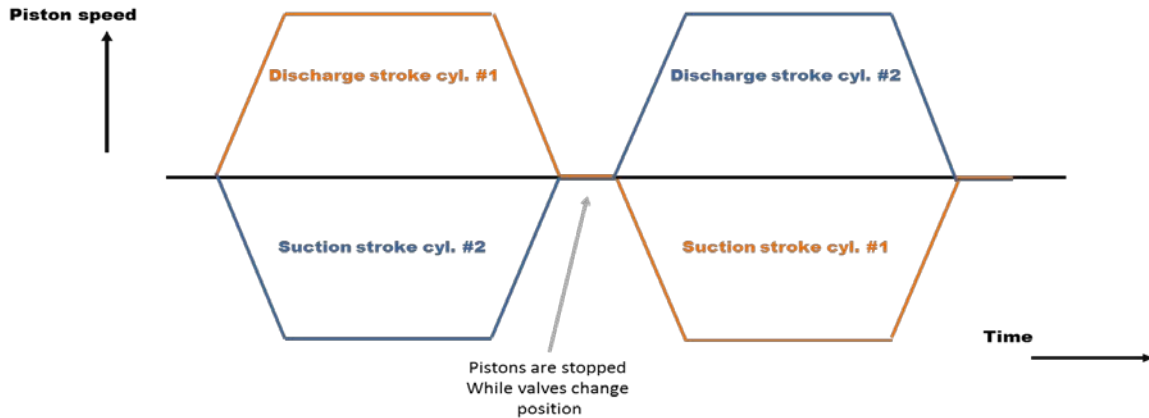 Piston speed
Discharge stroke cyl. #1
Discharge stroke cyl. #2
Suction stroke cyl. #2
Suction stroke cyl. #1
Time
Pistons are stopped
While valves change
position